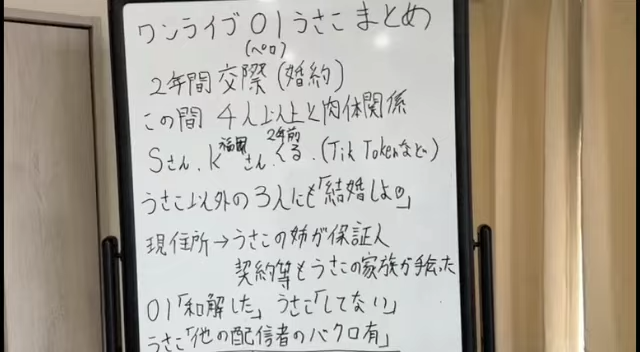 ワンライブ 01 うさこ まとめ
(ペロ)
2年間 交際 (婚約)
この間 4人以上と肉体関係
福岡 2年前
Sさん、Kさん、くる、(Tik Tokerなど)
うさこ以外の3人にも「結婚しよ。」
現住所→うさこの姉が保証人
契約等もうさこの家族が手伝った
01「和解した」 うさこ「してない」
うさこ「他の配信者のバクロ有」